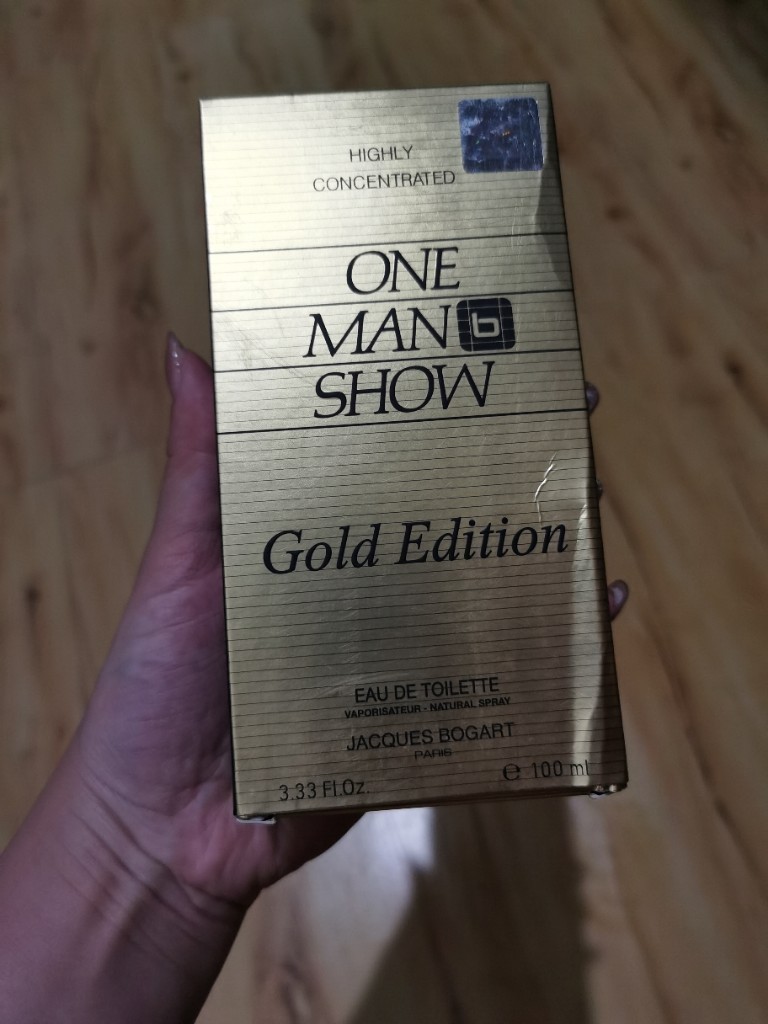 HIGHLY
CONCENTRATED
ONE
MAN b
SHOW
Gold Edition
EAU DE TOILETTE
VAPORISATEUR - NATURAL SPRAY
JACQUES BOGART
PARIS
3.33 Fl.Oz. ℮ 100 ml